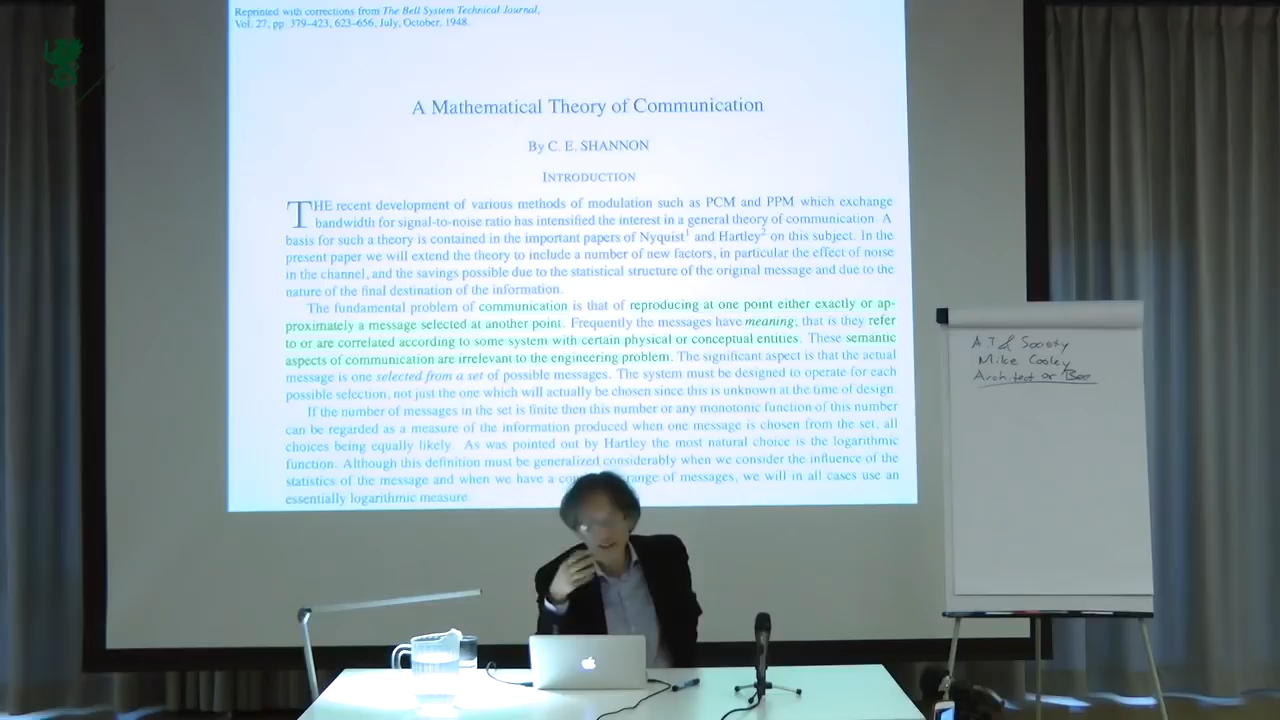 Reprinted with corrections from The Bell System Technical Journal,
Vol. 27, pp. 379–423, 623–656, July, October, 1948.
A Mathematical Theory of Communication
By C. E. SHANNON
INTRODUCTION
THE recent development of various methods of modulation such as PCM and PPM which exchange
bandwidth for signal-to-noise ratio has intensified the interest in a general theory of communication. A
basis for such a theory is contained in the important papers of Nyquist1 and Hartley2 on this subject. In the
present paper we will extend the theory to include a number of new factors, in particular the effect of noise
in the channel, and the savings possible due to the statistical structure of the original message and due to the
nature of the final destination of the information.
The fundamental problem of communication is that of reproducing at one point either exactly or ap-
proximately a message selected at another point. Frequently the messages have meaning; that is they refer
to or are correlated according to some system with certain physical or conceptual entities. These semantic
aspects of communication are irrelevant to the engineering problem. The significant aspect is that the actual
message is one selected from a set of possible messages. The system must be designed to operate for each
possible selection, not just the one which will actually be chosen since this is unknown at the time of design.
If the number of messages in the set is finite then this number or any monotonic function of this number
can be regarded as a measure of the information produced when one message is chosen from the set, all
choices being equally likely. As was pointed out by Hartley the most natural choice is the logarithmic
function. Although this definition must be generalized considerably when we consider the influence of the
statistics of the message and when we have a range of messages, we will in all cases use an
essentially logarithmic measure.
AI & Society
Mike Cooley
Architect or Bee